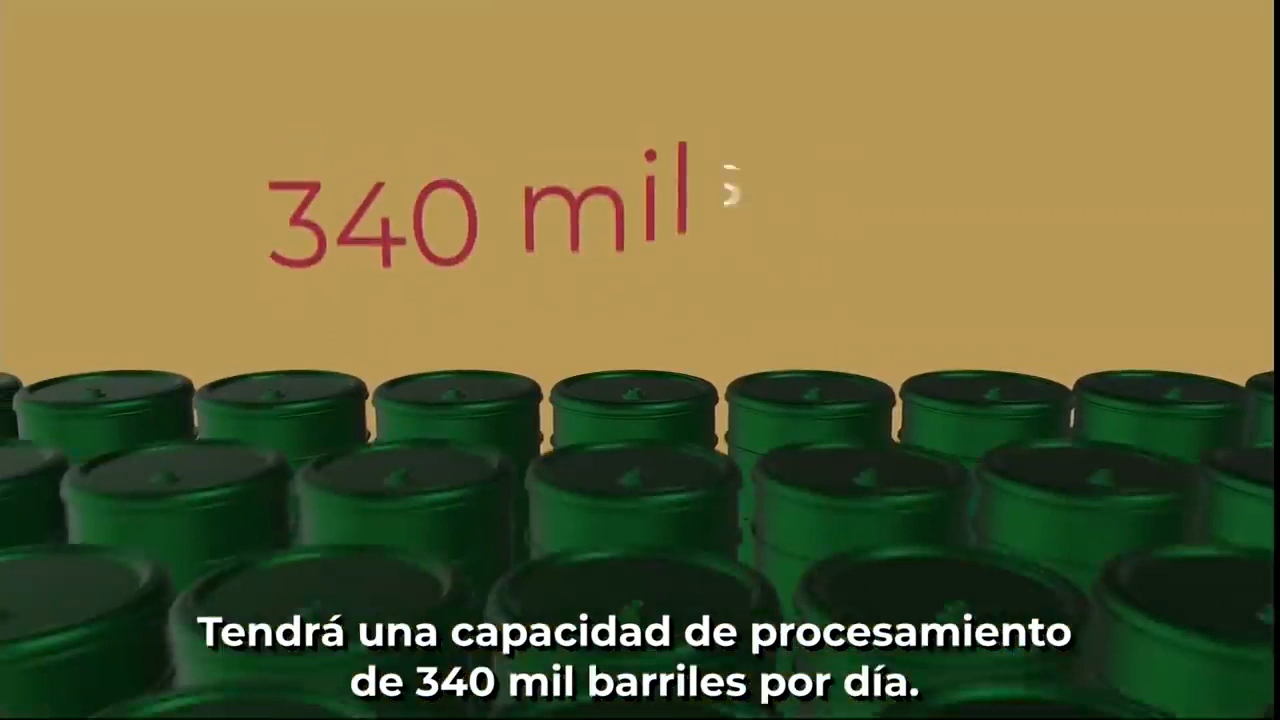 340 mil
Tendrá una capacidad de procesamiento
de 340 mil barriles por día.